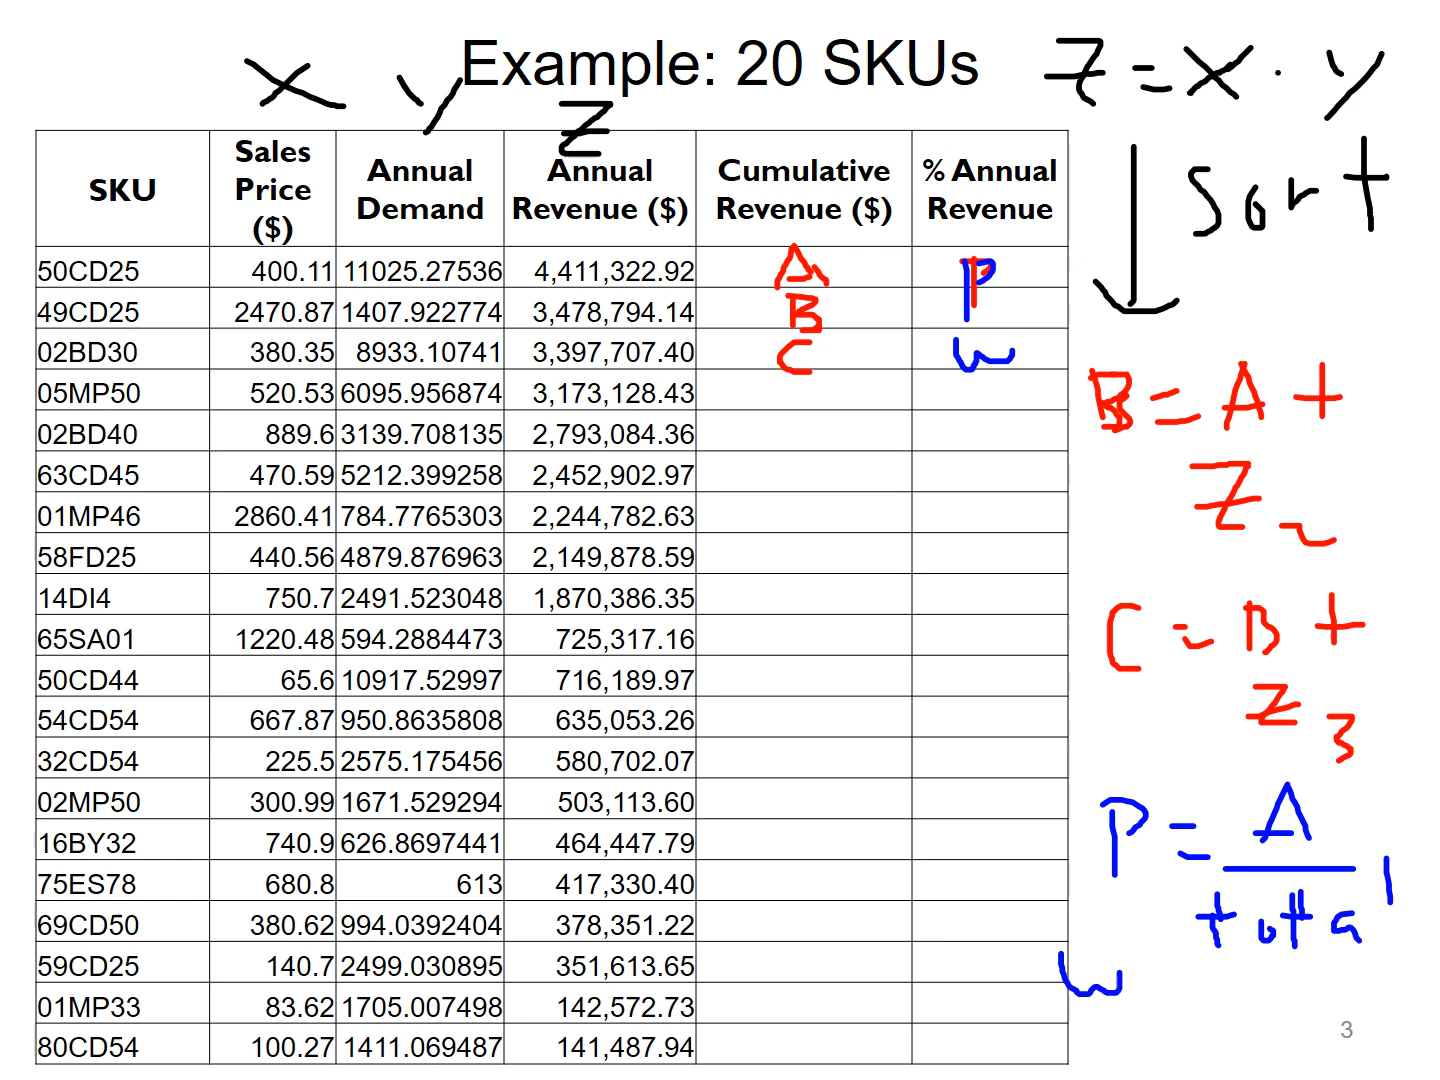 Example: 20 SKUs
X y Z
Z = X · y
Sort
SKU Sales Price ($) Annual Demand Annual Revenue ($) Cumulative Revenue ($) % Annual Revenue
50CD25 400.11 11025.27536 4,411,322.92 A P
49CD25 2470.87 1407.922774 3,478,794.14 B
02BD30 380.35 8933.10741 3,397,707.40 C
05MP50 520.53 6095.956874 3,173,128.43
02BD40 889.6 3139.708135 2,793,084.36
63CD45 470.59 5212.399258 2,452,902.97
01MP46 2860.41 784.7765303 2,244,782.63
58FD25 440.56 4879.876963 2,149,878.59
14DI4 750.7 2491.523048 1,870,386.35
65SA01 1220.48 594.2884473 725,317.16
50CD44 65.6 10917.52997 716,189.97
54CD54 667.87 950.8635808 635,053.26
32CD54 225.5 2575.175456 580,702.07
02MP50 300.99 1671.529294 503,113.60
16BY32 740.9 626.8697441 464,447.79
75ES78 680.8 613 417,330.40
69CD50 380.62 994.0392404 378,351.22
59CD25 140.7 2499.030895 351,613.65
01MP33 83.62 1705.007498 142,572.73
80CD54 100.27 1411.069487 141,487.94
B = A +
Z 2
C = B +
Z 3
P = A
total
3